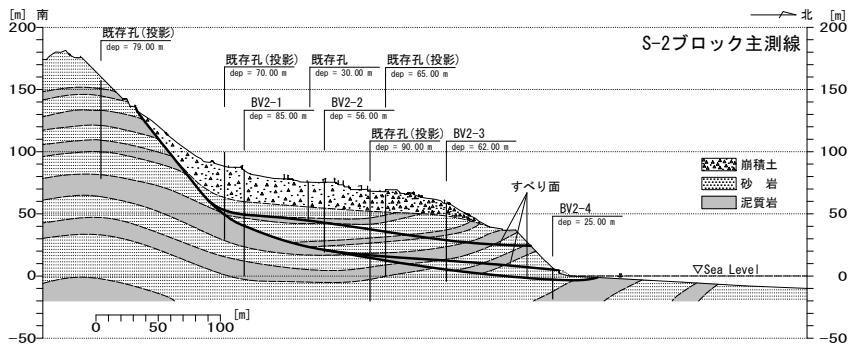 [m] 南
北 [m]
S-2ブロック主測線
200
150
100
50
0
-50
200
150
100
50
0
-50
既存孔(投影)
dep = 79.00 m
既存孔(投影)
dep = 70.00 m
既存孔
dep = 30.00 m
既存孔(投影)
dep = 65.00 m
BV2-1
dep = 85.00 m
BV2-2
dep = 56.00 m
既存孔(投影)
dep = 90.00 m
BV2-3
dep = 62.00 m
すべり面
BV2-4
dep = 25.00 m
崩積土
砂 岩
泥質岩
▽Sea Level
0 50 100 [m]